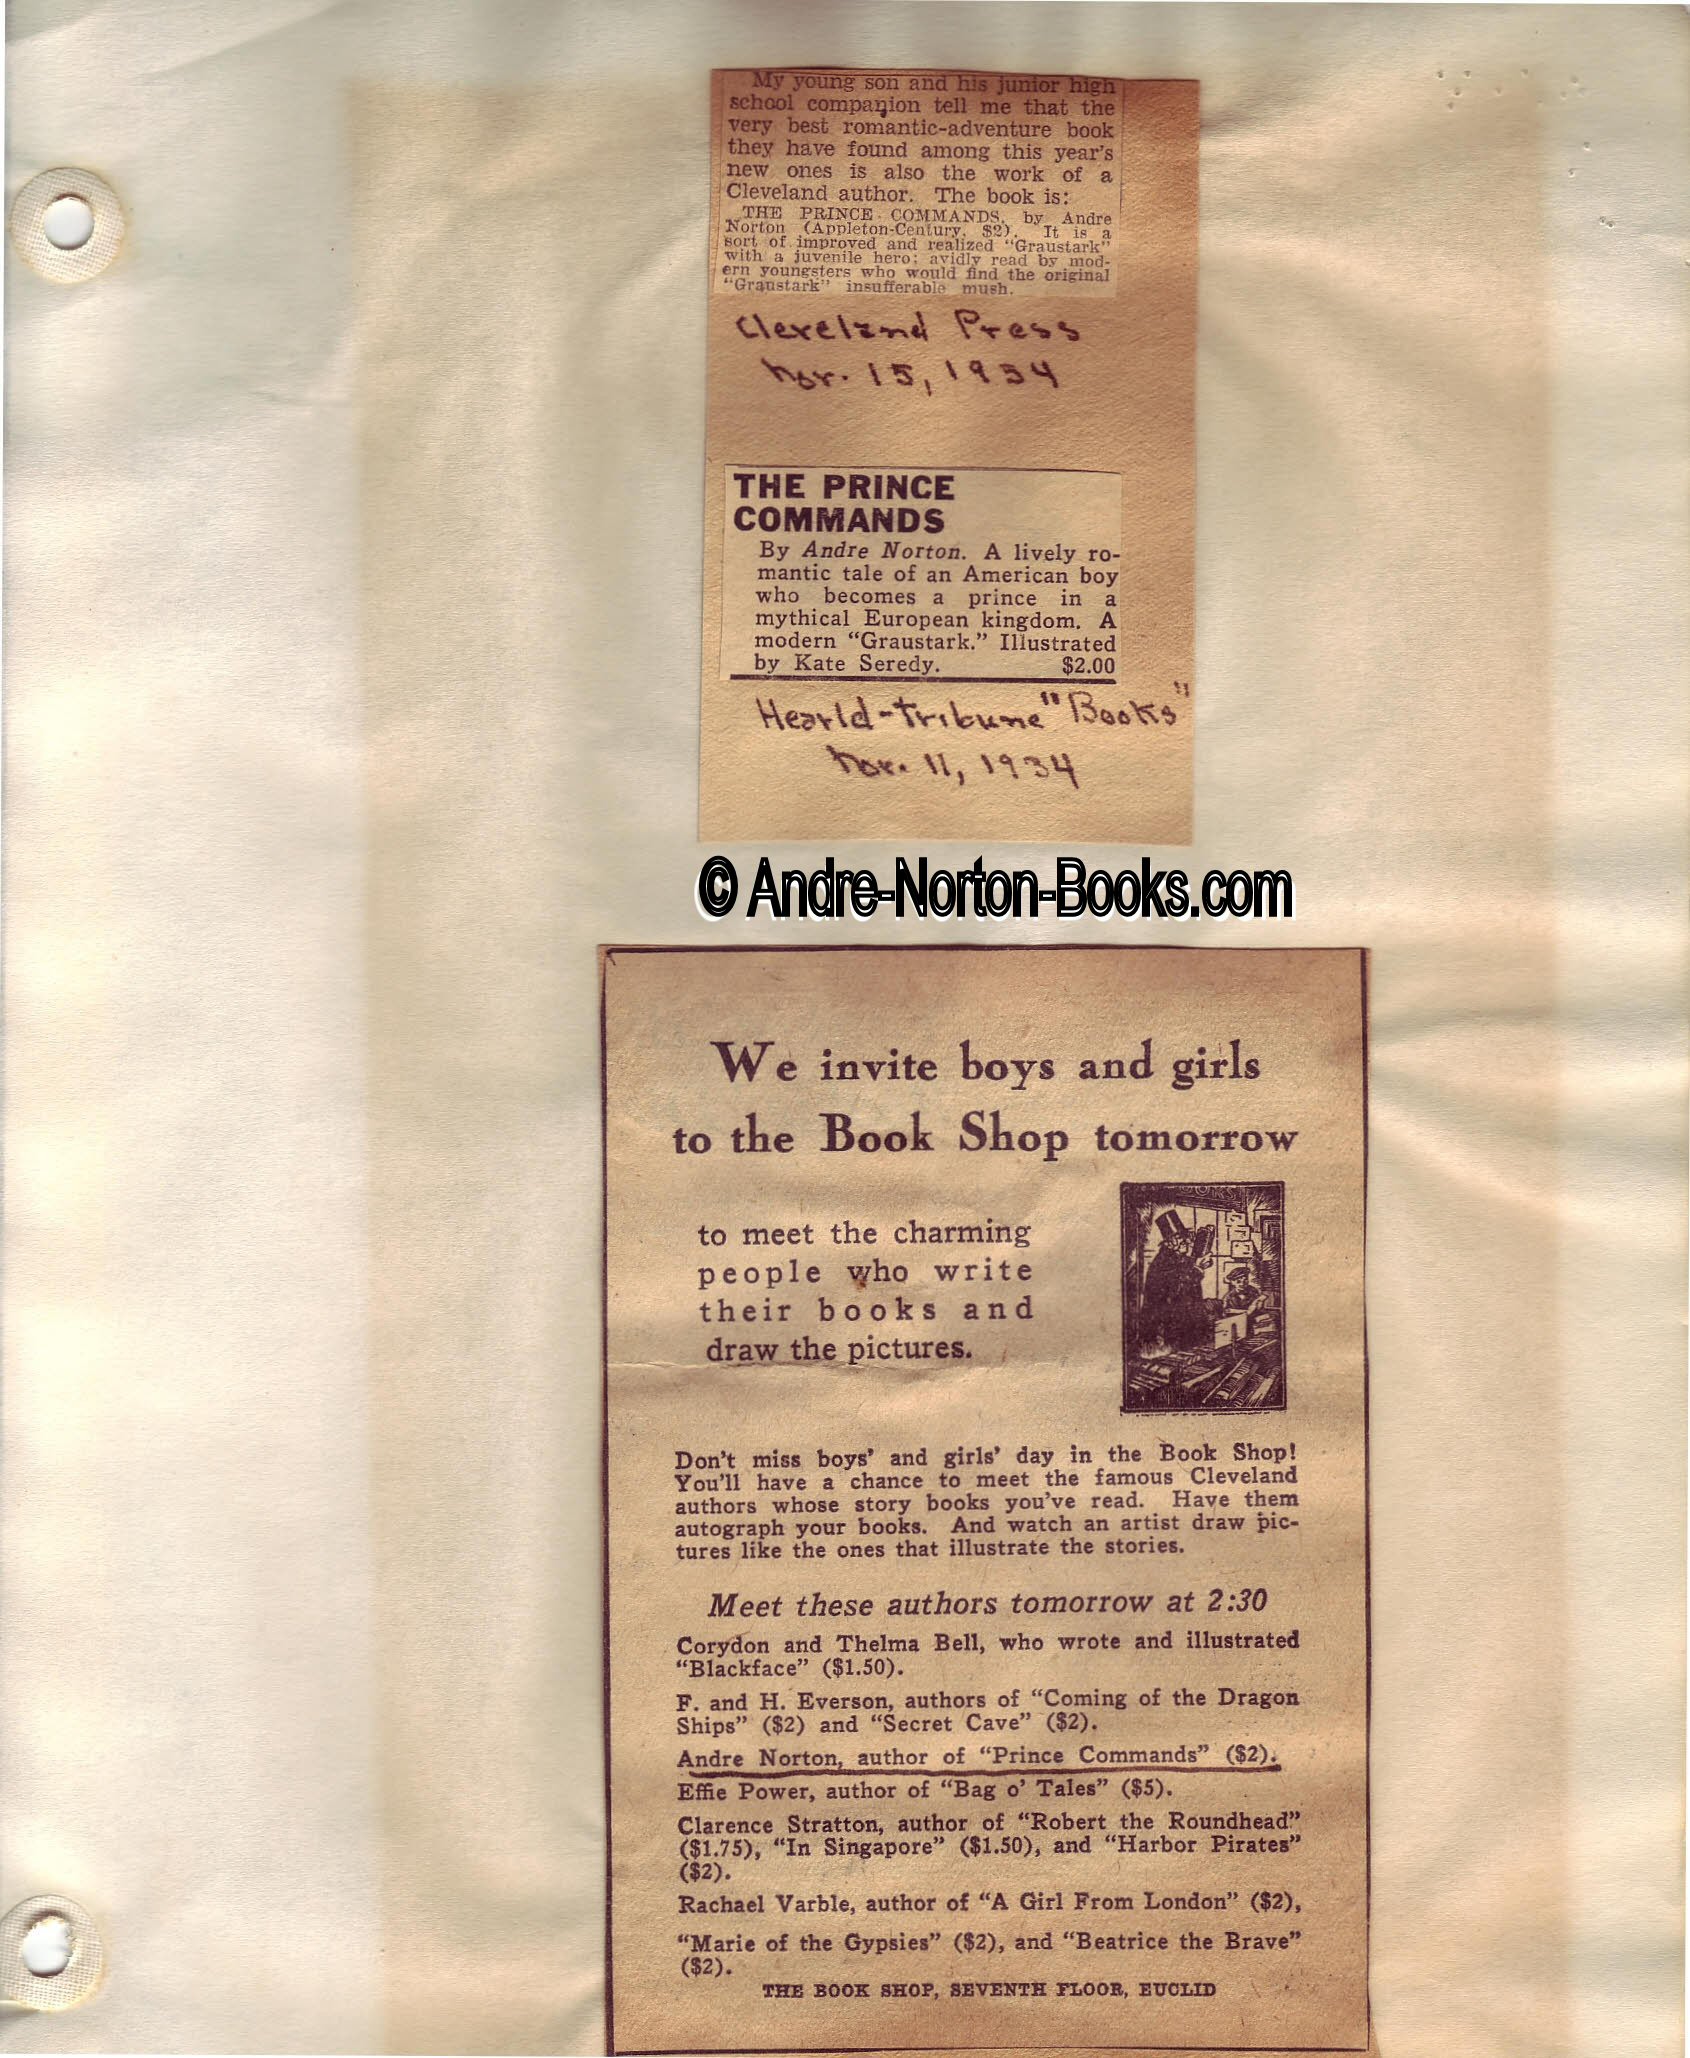 My young son and his junior high
school companion tell me that the
very best romantic-adventure book
they have found among this year's
new ones is also the work of a
Cleveland author. The book is:
THE PRINCE COMMANDS, by Andre
Norton (Appleton-Century, $2). It is a
sort of improved and realized "Graustark"
with a juvenile hero; avidly read by mod-
ern youngsters who would find the original
"Graustark" insufferable mush.
Cleveland Press
Nov. 15, 1934
THE PRINCE
COMMANDS
By Andre Norton. A lively ro-
mantic tale of an American boy
who becomes a prince in a
mythical European kingdom. A
modern "Graustark." Illustrated
by Kate Seredy. $2.00
Hearld-Tribune "Books"
Nov. 11, 1934
© Andre-Norton-Books.com
We invite boys and girls
to the Book Shop tomorrow
to meet the charming
people who write
their books and
draw the pictures.
OOKS
Don't miss boys' and girls' day in the Book Shop!
You'll have a chance to meet the famous Cleveland
authors whose story books you've read. Have them
autograph your books. And watch an artist draw pic-
tures like the ones that illustrate the stories.
Meet these authors tomorrow at 2:30
Corydon and Thelma Bell, who wrote and illustrated
"Blackface" ($1.50).
F. and H. Everson, authors of "Coming of the Dragon
Ships" ($2) and "Secret Cave" ($2).
Andre Norton, author of "Prince Commands" ($2).
Effie Power, author of "Bag o' Tales" ($5).
Clarence Stratton, author of "Robert the Roundhead"
($1.75), "In Singapore" ($1.50), and "Harbor Pirates"
($2).
Rachael Varble, author of "A Girl From London" ($2),
"Marie of the Gypsies" ($2), and "Beatrice the Brave"
($2).
THE BOOK SHOP, SEVENTH FLOOR, EUCLID